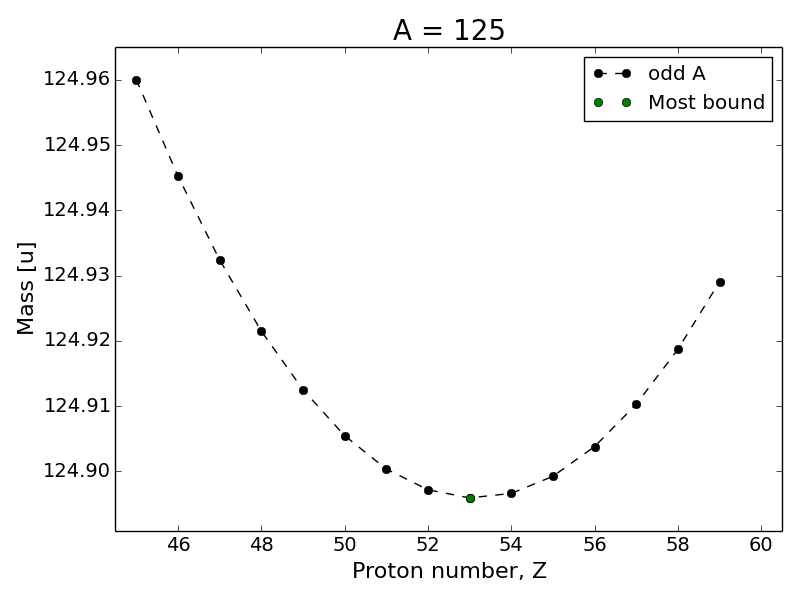 A = 125
odd A
Most bound
124.96
124.95
124.94
124.93
124.92
124.91
124.90
Mass [u]
46 48 50 52 54 56 58 60
Proton number, Z